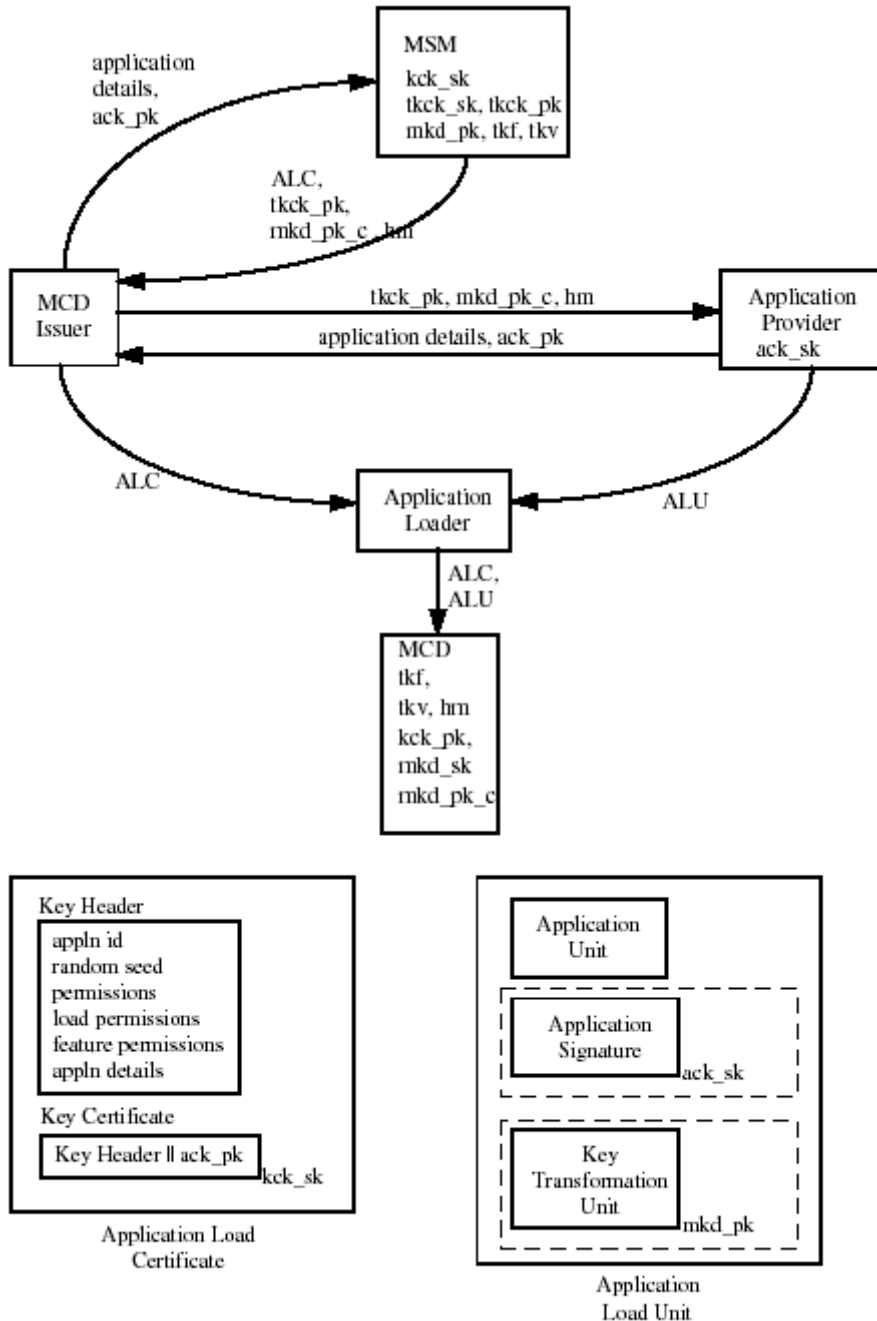 MSM
kck_sk
tkck_sk, tkck_pk
mkd_pk, tkf, tkv
application
details,
ack_pk
ALC,
tkck_pk,
mkd_pk_c , hm
MCD
Issuer
tkck_pk, mkd_pk_c, hm
application details, ack_pk
Application
Provider
ack_sk
ALC
Application
Loader
ALU
ALC,
ALU
MCD
tkf,
tkv, hm
kck_pk,
mkd_sk
mkd_pk_c
Key Header
appln id
random seed
permissions
load permissions
feature permissions
appln details
Key Certificate
Key Header || ack_pk
kck_sk
Application Load
Certificate
Application
Unit
Application
Signature
ack_sk
Key
Transformation
Unit
mkd_pk
Application
Load Unit